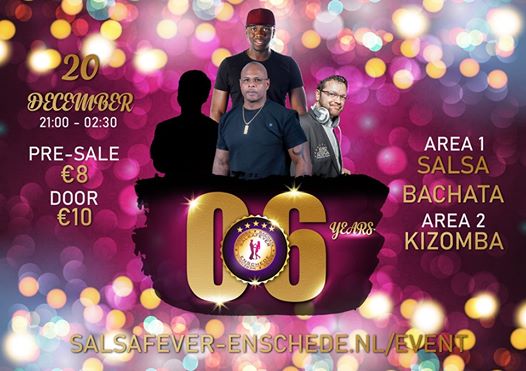 20
DECEMBER
21:00 - 02:30
PRE-SALE
€8
DOOR
€10
AREA 1
SALSA
BACHATA
AREA 2
KIZOMBA
06
YEARS
SALSAFEVER-ENSCHEDE.NL/EVENT